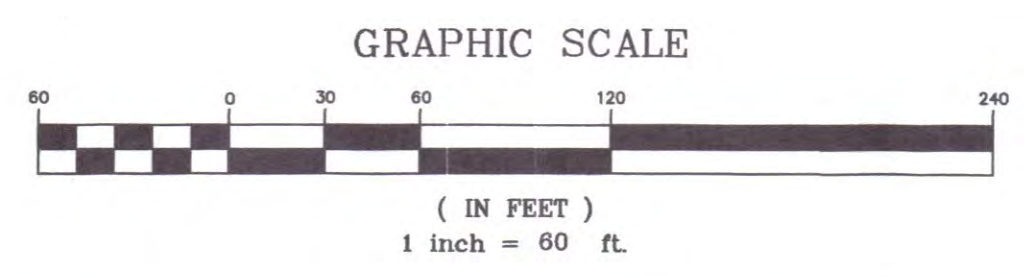 GRAPHIC SCALE
60 0 30 60 120 240
( IN FEET )
1 inch = 60 ft.